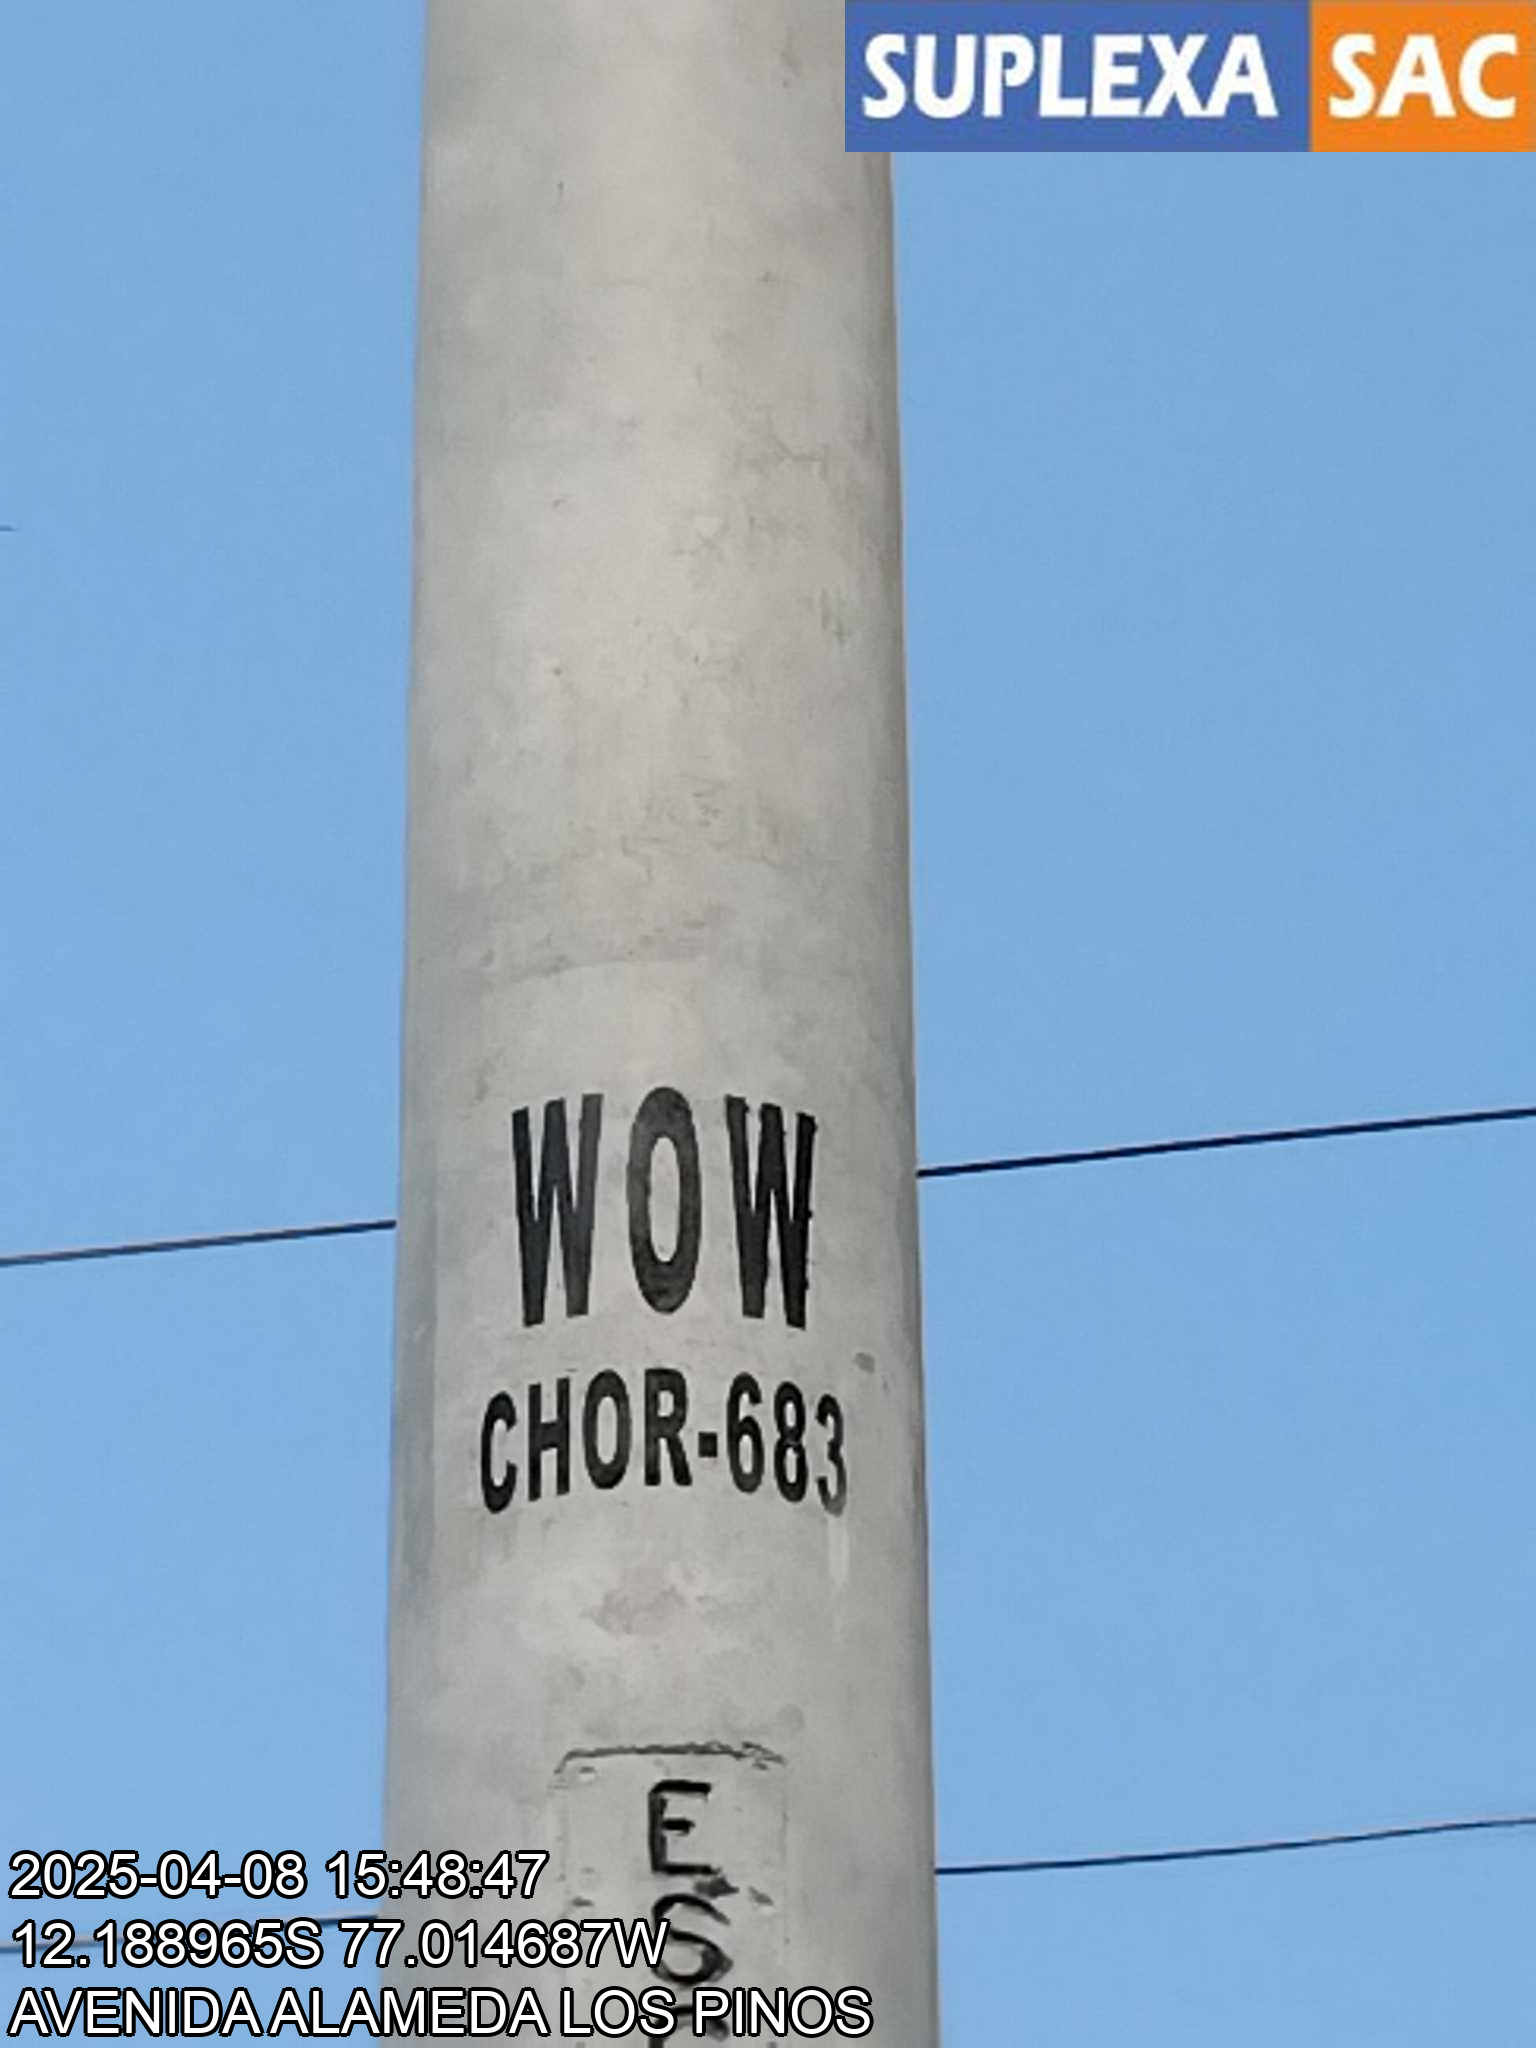 SUPLEXA SAC
WOW
CHOR-683
E
S
2025-04-08 15:48:47
12.188965S 77.014687W
AVENIDA ALAMEDA LOS PINOS